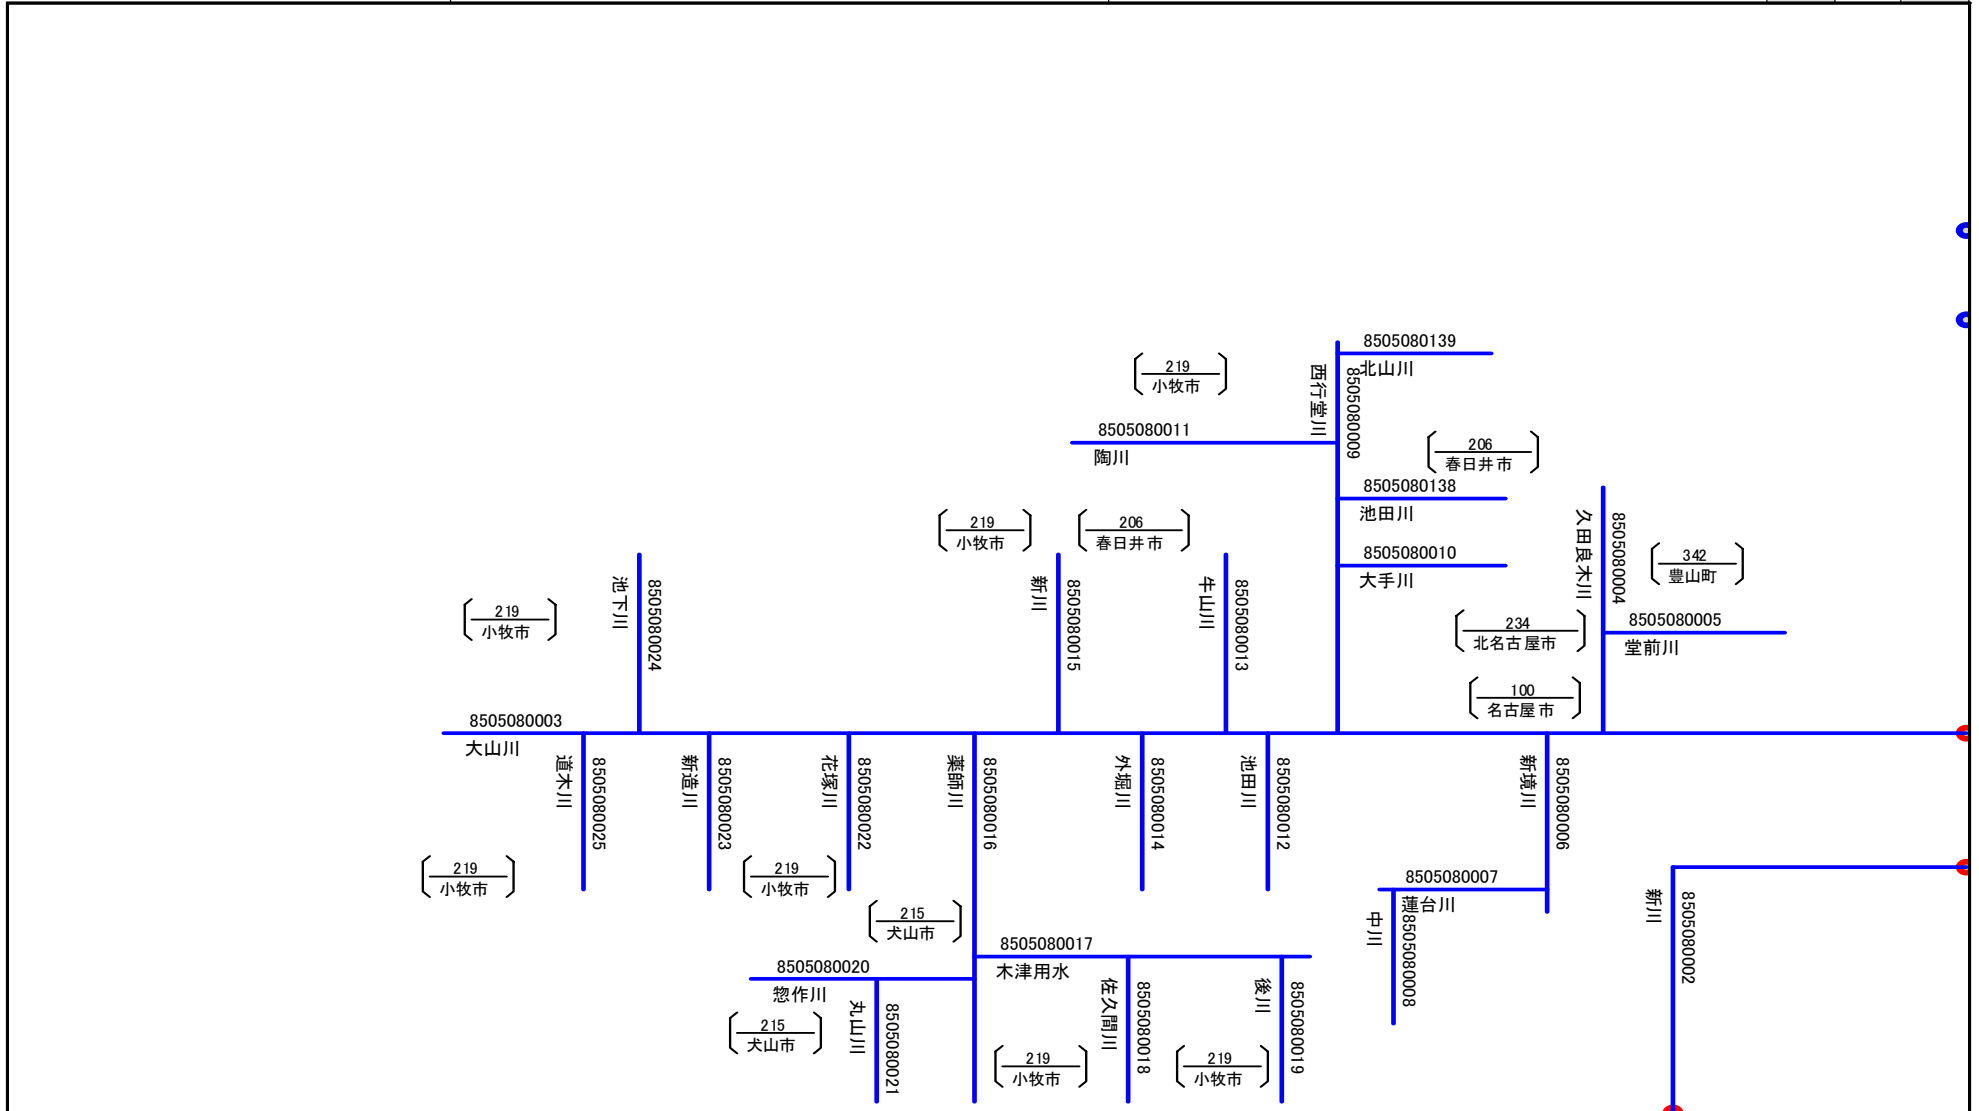 8505080139
北山川
219
小牧市
西行堂川
8505080009
8505080011
陶川
206
春日井市
8505080138
池田川
219
小牧市
206
春日井市
8505080010
大手川
久田良木川
8505080004
342
豊山町
池下川
8505080024
新川
8505080015
牛山川
8505080013
219
小牧市
234
北名古屋市
8505080005
堂前川
100
名古屋市
8505080003
大山川
道木川
8505080025
新造川
8505080023
花塚川
8505080022
薬師川
8505080016
外堀川
8505080014
池田川
8505080012
新境川
8505080006
219
小牧市
219
小牧市
8505080007
蓮台川
中川
8505080008
新川
8505080002
215
犬山市
8505080017
木津用水
8505080020
惣作川
丸山川
8505080021
佐久間川
8505080018
後川
8505080019
215
犬山市
219
小牧市
219
小牧市